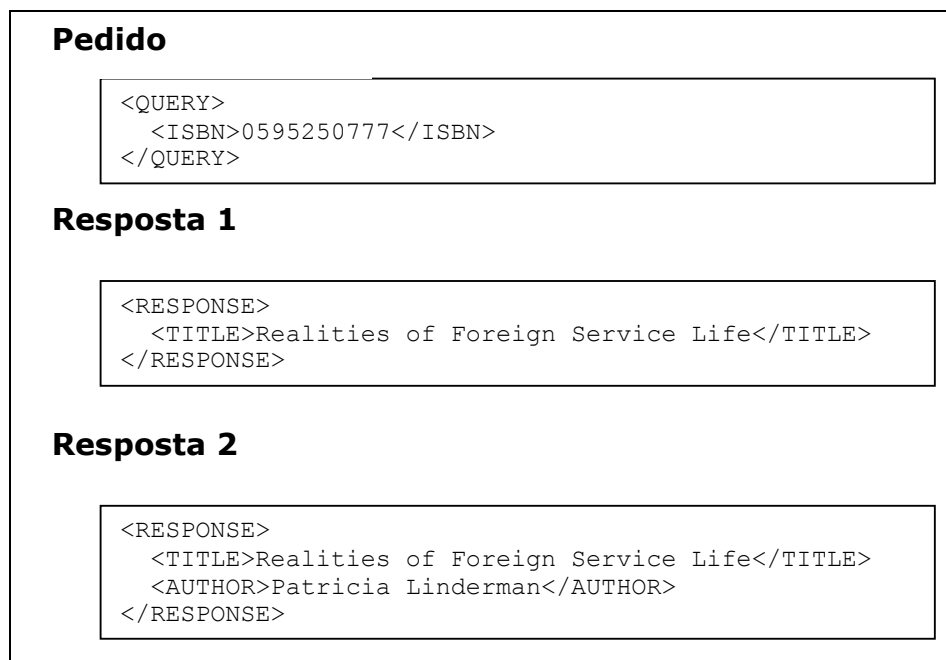 Pedido
<QUERY>
<ISBN>0595250777</ISBN>
</QUERY>
Resposta 1
<RESPONSE>
<TITLE>Realities of Foreign Service Life</TITLE>
</RESPONSE>
Resposta 2
<RESPONSE>
<TITLE>Realities of Foreign Service Life</TITLE>
<AUTHOR>Patricia Linderman</AUTHOR>
</RESPONSE>